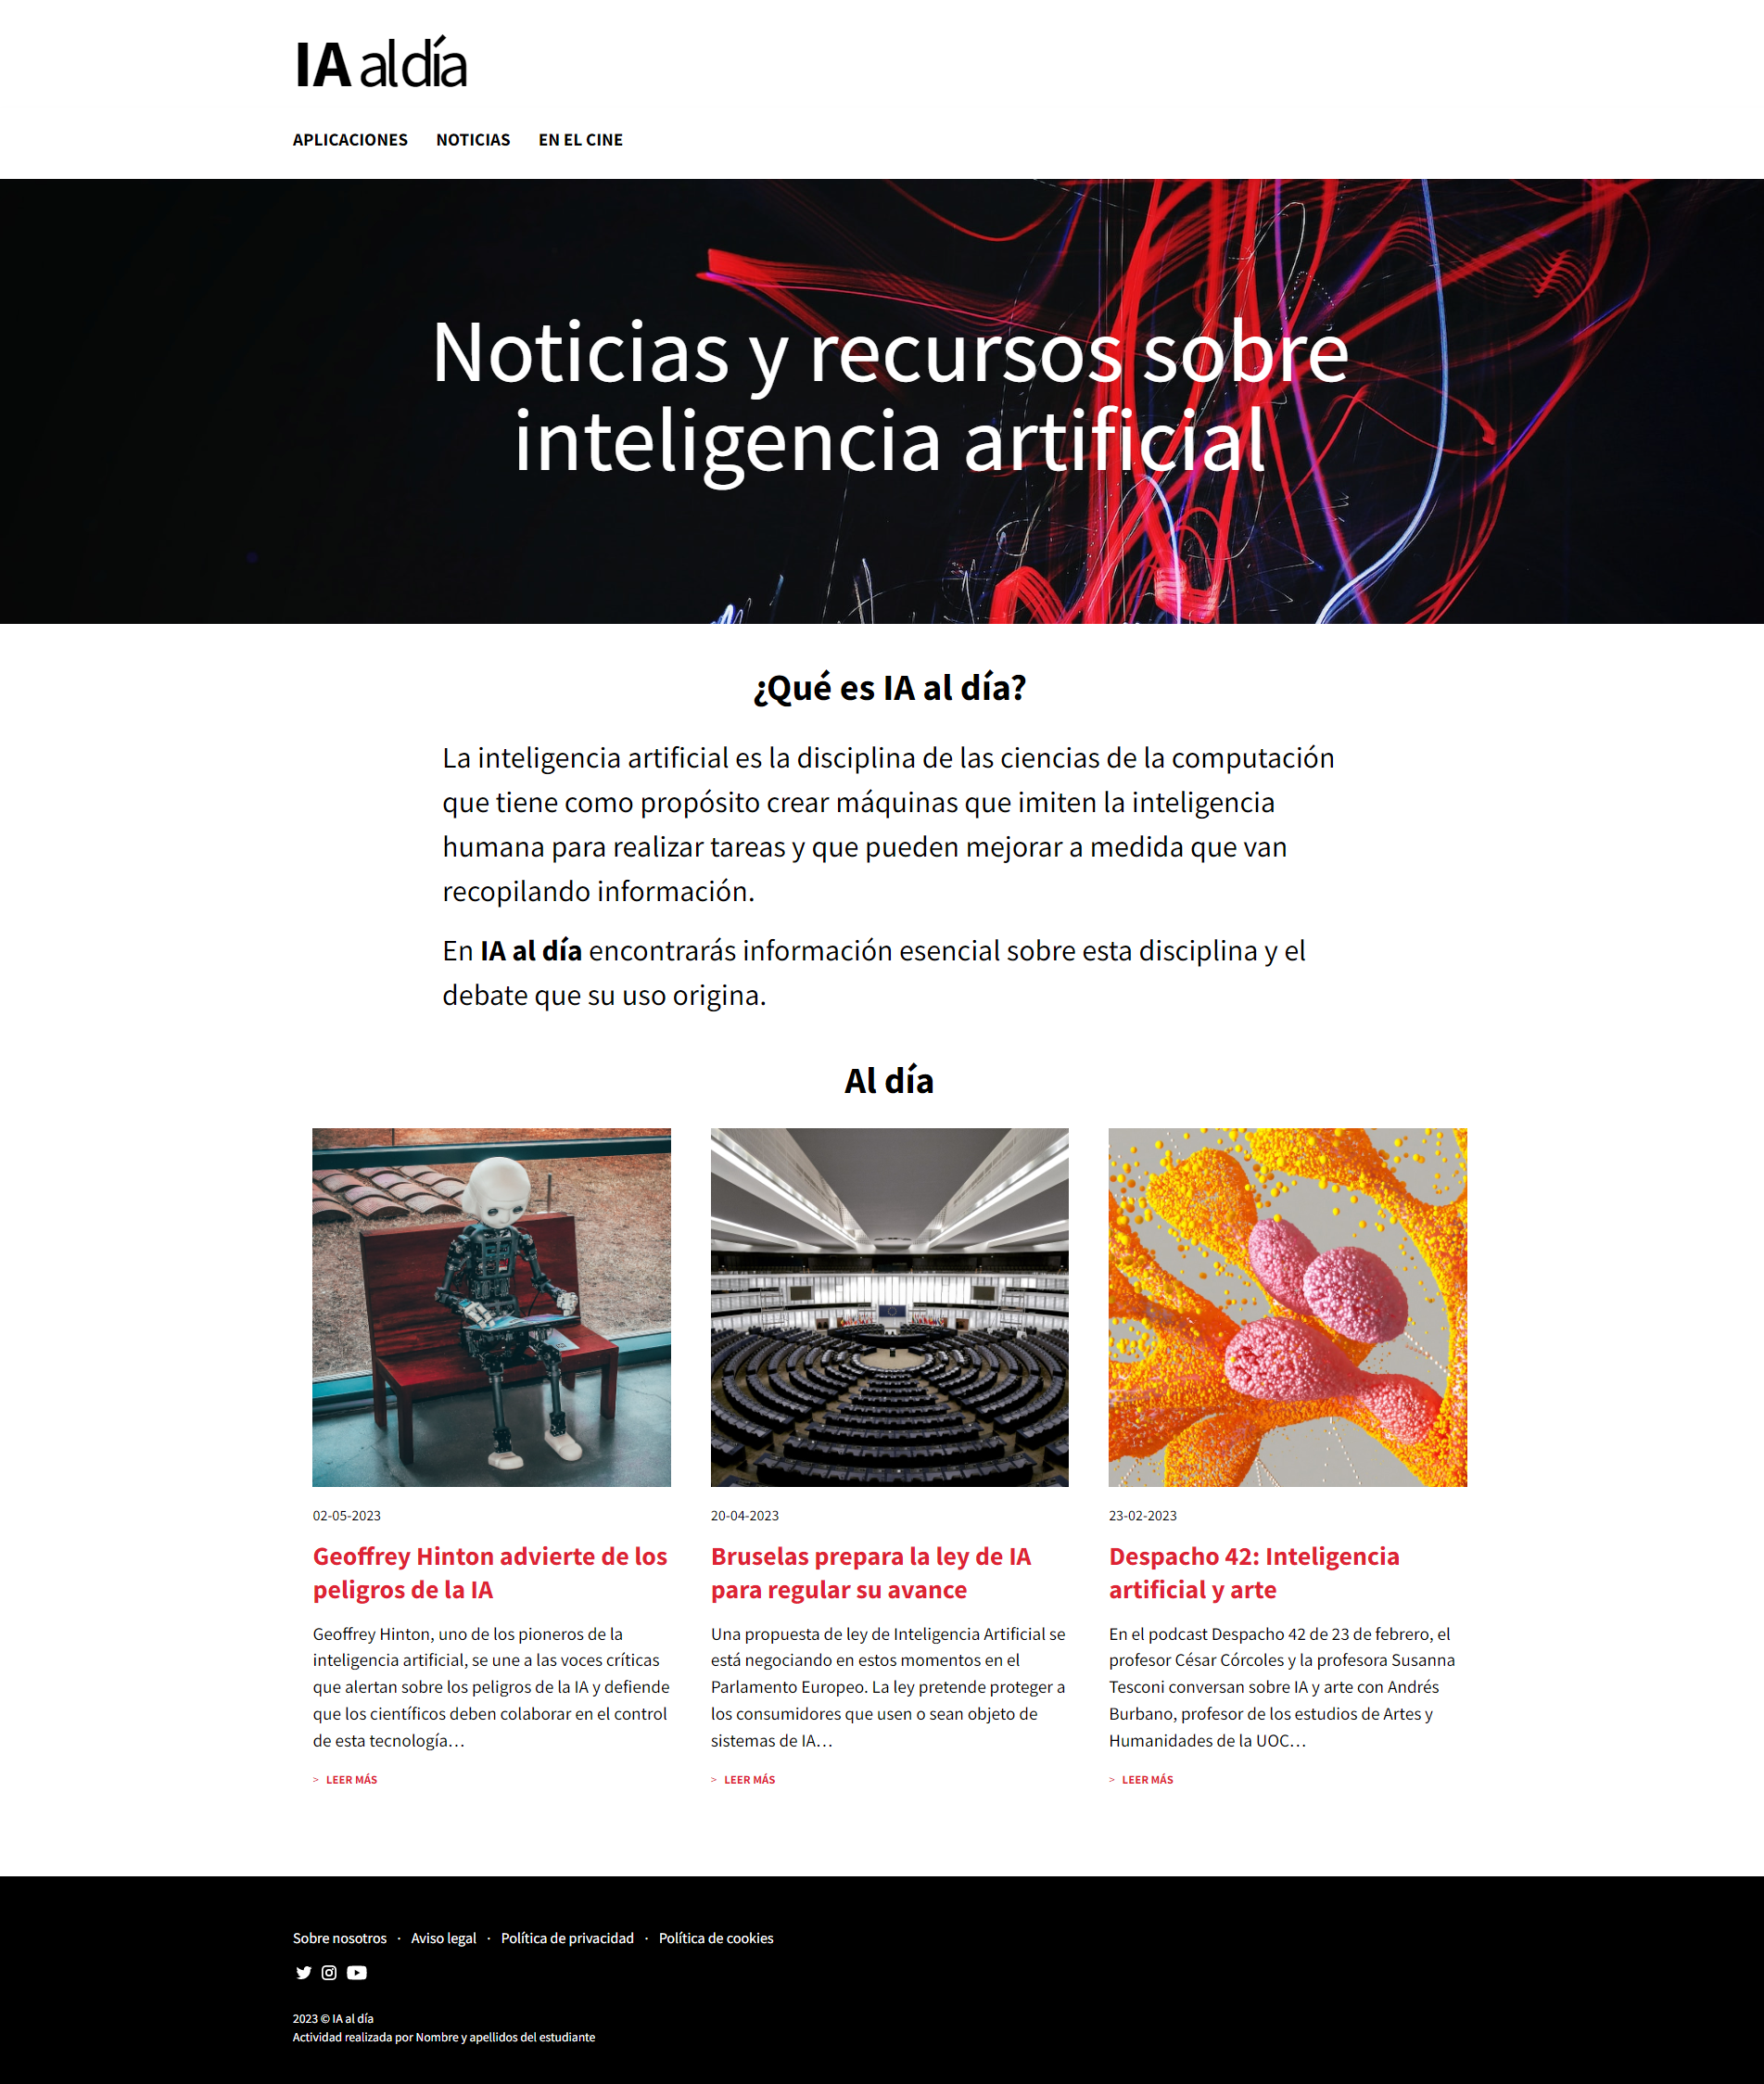 IA al día
APLICACIONES NOTICIAS EN EL CINE
Noticias y recursos sobre
inteligencia artificial
¿Qué es IA al día?
La inteligencia artificial es la disciplina de las ciencias de la computación
que tiene como propósito crear máquinas que imiten la inteligencia
humana para realizar tareas y que pueden mejorar a medida que van
recopilando información.
En IA al día encontrarás información esencial sobre esta disciplina y el
debate que su uso origina.
Al día
02-05-2023
Geoffrey Hinton advierte de los
peligros de la IA
Geoffrey Hinton, uno de los pioneros de la
inteligencia artificial, se une a las voces críticas
que alertan sobre los peligros de la IA y defiende
que los científicos deben colaborar en el control
de esta tecnología…
> LEER MÁS
20-04-2023
Bruselas prepara la ley de IA
para regular su avance
Una propuesta de ley de Inteligencia Artificial se
está negociando en estos momentos en el
Parlamento Europeo. La ley pretende proteger a
los consumidores que usen o sean objeto de
sistemas de IA…
> LEER MÁS
23-02-2023
Despacho 42: Inteligencia
artificial y arte
En el podcast Despacho 42 de 23 de febrero, el
profesor César Córcoles y la profesora Susanna
Tesconi conversan sobre IA y arte con Andrés
Burbano, profesor de los estudios de Artes y
Humanidades de la UOC…
> LEER MÁS
Sobre nosotros · Aviso legal · Política de privacidad · Política de cookies
2023 © IA al día
Actividad realizada por Nombre y apellidos del estudiante